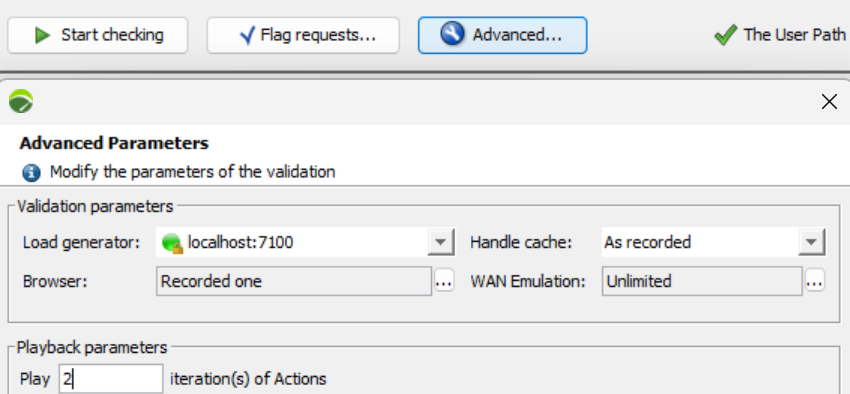 Start checking Flag requests... Advanced... The User Path
Advanced Parameters
Modify the parameters of the validation
Validation parameters
Load generator: localhost:7100 Handle cache: As recorded
Browser: Recorded one ... WAN Emulation: Unlimited ...
Playback parameters
Play 2 iteration(s) of Actions